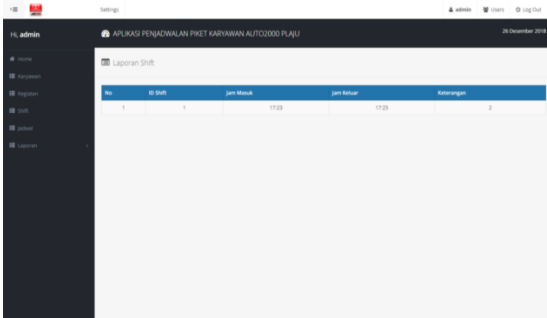 Settings
admin
Users
Log Out
Hi, admin
APLIKASI PENJADWALAN PIKET KARYAWAN AUTO2000 PLAJU
26 Desember 2018
Home
Karyawan
Kegiatan
Shift
Jadwal
Laporan
Laporan Shift
No ID Shift Jam Masuk Jam Keluar Keterangan
1 1 17:23 17:23 2